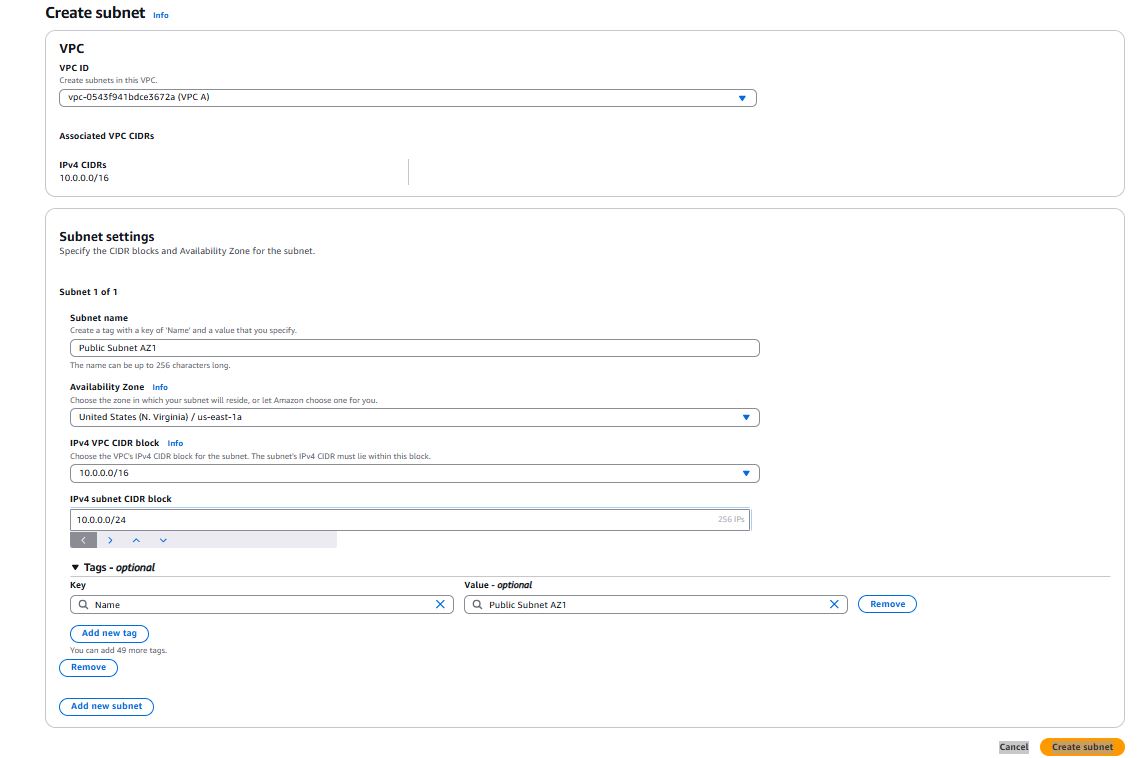 Create subnet Info
VPC
VPC ID
Create subnets in this VPC.
vpc-0543f941bdce3672a (VPC A)
Associated VPC CIDRs
IPv4 CIDRs
10.0.0.0/16
Subnet settings
Specify the CIDR blocks and Availability Zone for the subnet.
Subnet 1 of 1
Subnet name
Create a tag with a key of 'Name' and a value that you specify.
Public Subnet AZ1
The name can be up to 256 characters long.
Availability Zone Info
Choose the zone in which your subnet will reside, or let Amazon choose one for you.
United States (N. Virginia) / us-east-1a
IPv4 VPC CIDR block Info
Choose the VPC's IPv4 CIDR block for the subnet. The subnet's IPv4 CIDR must lie within this block.
10.0.0.0/16
IPv4 subnet CIDR block
10.0.0.0/24 256 IPs
Tags - optional
Key Value - optional
Name Public Subnet AZ1 Remove
Add new tag
You can add 49 more tags.
Remove
Add new subnet
Cancel Create subnet